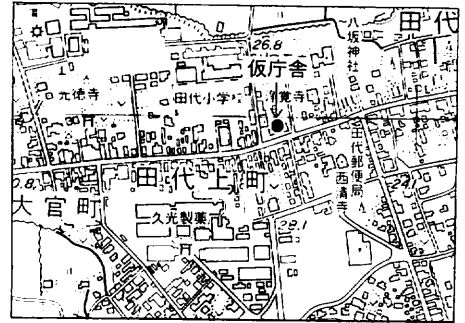 田代
八坂神社
26.8
仮庁舎
元徳寺
田代小学校
覚寺
田代郵便局
西清寺
田代上町
大官町
久光製薬